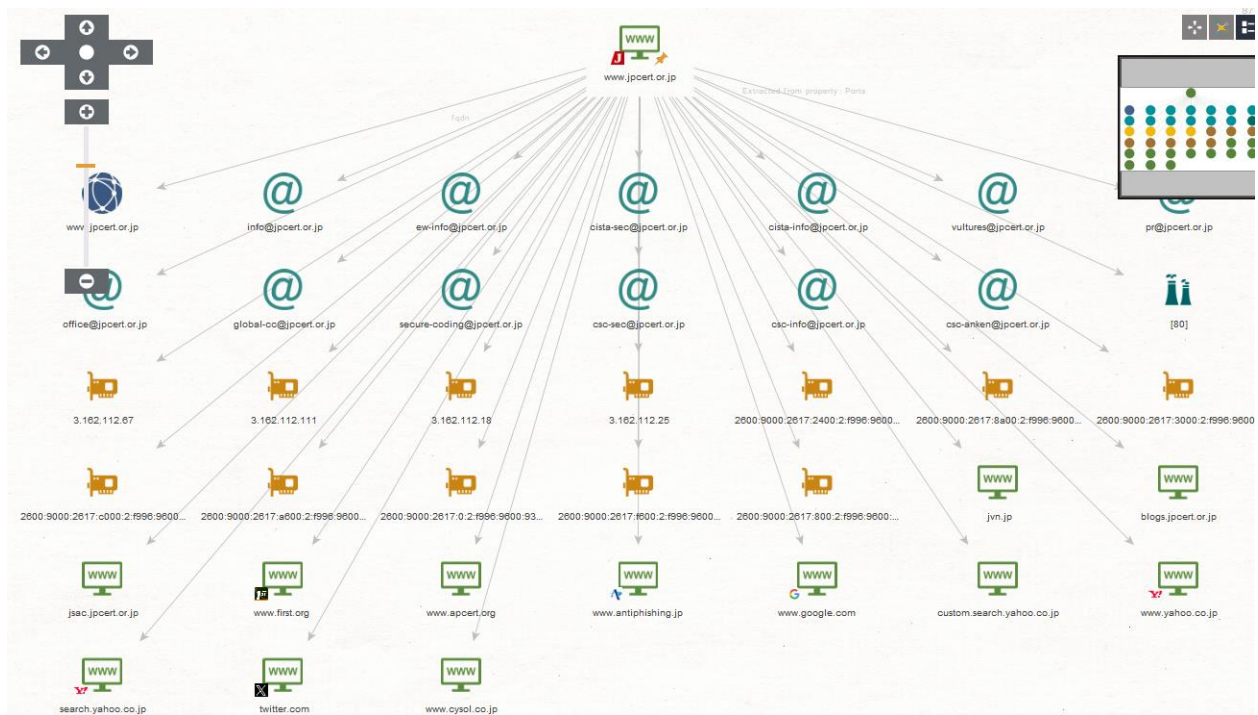 www.jpcert.or.jp
Extracted from property: Ports
fqdn
www.jpcert.or.jp
info@jpcert.or.jp
ew-info@jpcert.or.jp
cista-sec@jpcert.or.jp
cista-info@jpcert.or.jp
vultures@jpcert.or.jp
pr@jpcert.or.jp
office@jpcert.or.jp
global-cc@jpcert.or.jp
secure-coding@jpcert.or.jp
csc-sec@jpcert.or.jp
csc-info@jpcert.or.jp
csc-anken@jpcert.or.jp
[80]
3.162.112.67
3.162.112.111
3.162.112.18
3.162.112.25
2600:9000:2617:2400:2:f996:9600...
2600:9000:2617:8a00:2:f996:9600...
2600:9000:2617:3000:2:f996:9600
2600:9000:2617:c000:2:f996:9600...
2600:9000:2617:a600:2:f996:9600...
2600:9000:2617:0:2:f996:9600:93...
2600:9000:2617:f600:2:f996:9600...
2600:9000:2617:800:2:f996:9600:...
jvn.jp
blogs.jpcert.or.jp
jsac.jpcert.or.jp
www.first.org
www.apcert.org
www.antiphishing.jp
www.google.com
custom.search.yahoo.co.jp
www.yahoo.co.jp
search.yahoo.co.jp
twitter.com
www.cysol.co.jp